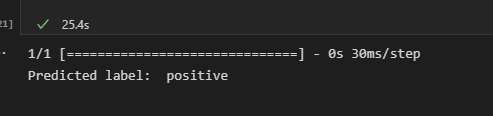 21]
25.4s
1/1 [==============================] - 0s 30ms/step
Predicted label:  positive